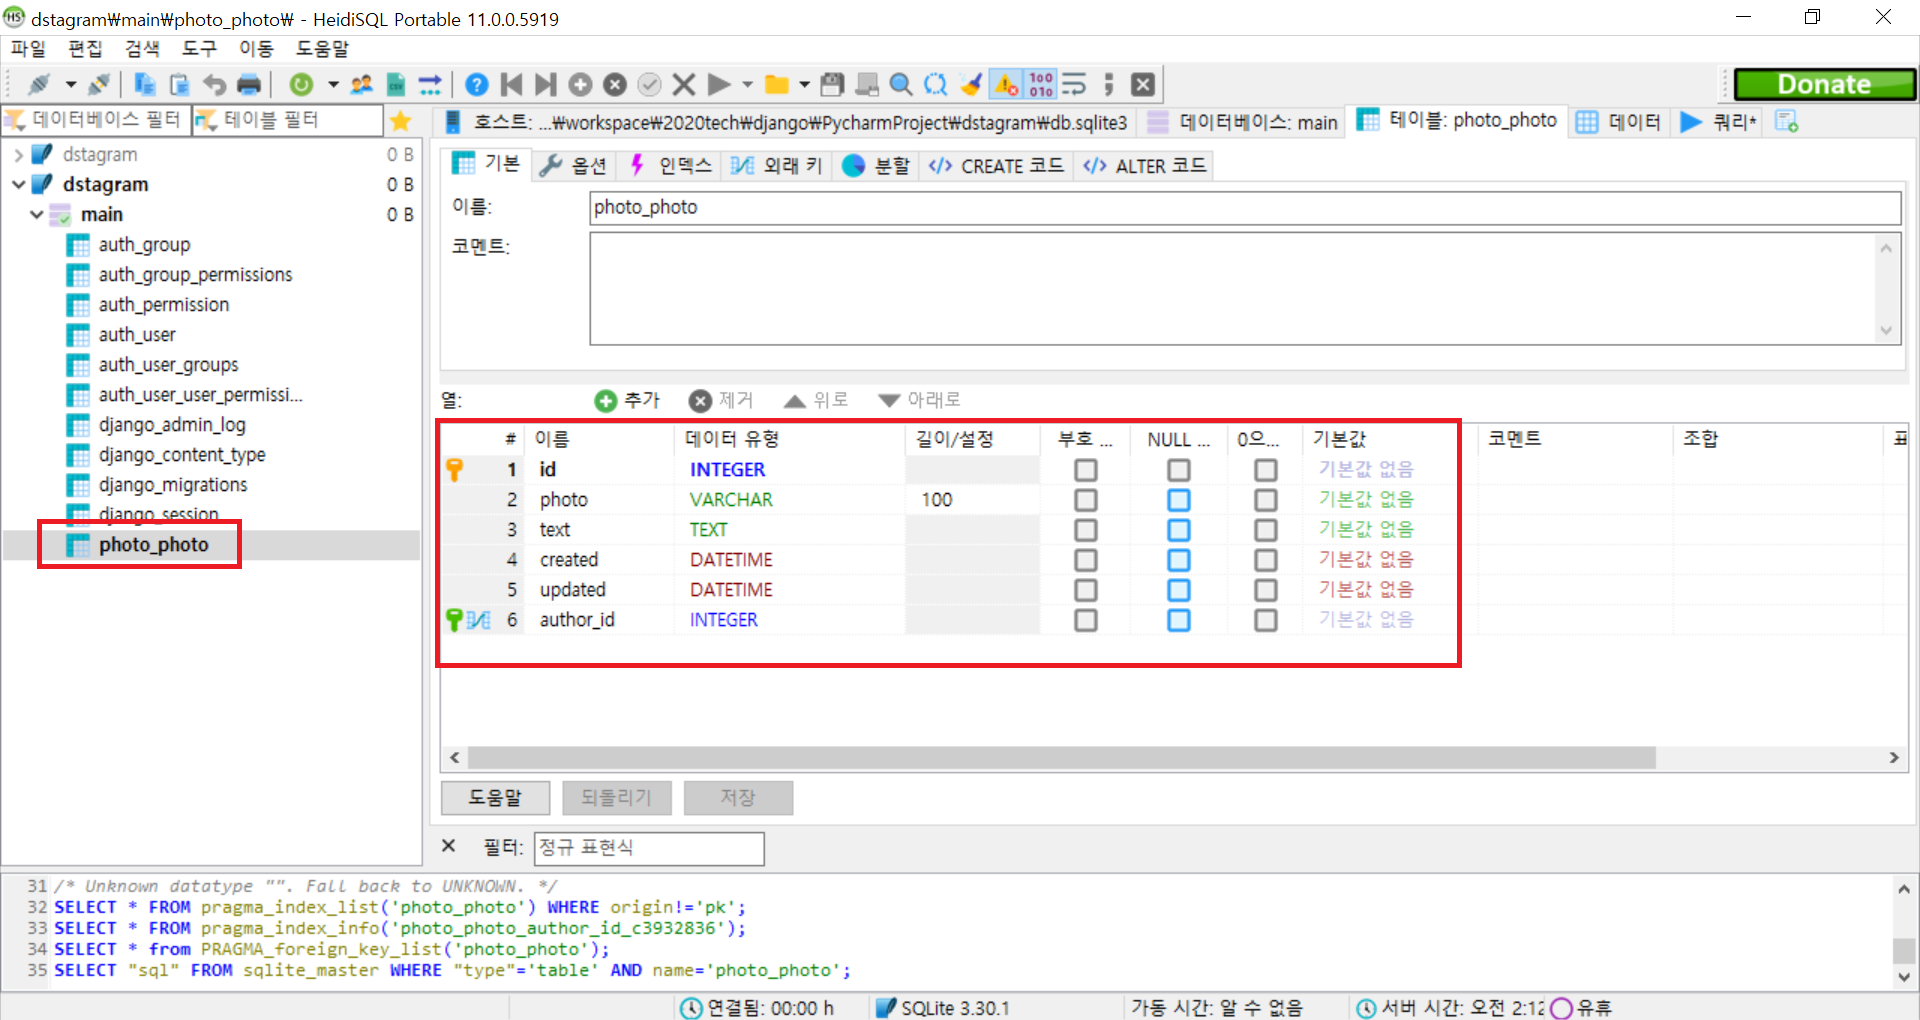 dstagram₩main₩photo_photo₩ - HeidiSQL Portable 11.0.0.5919
파일 편집 검색 도구 이동 도움말
Donate
데이터베이스 필터 테이블 필터
호스트: ...₩workspace₩2020tech₩django₩PycharmProject₩dstagram₩db.sqlite3 데이터베이스: main 테이블: photo_photo 데이터 쿼리*
dstagram 0 B
dstagram 0 B
main 0 B
auth_group
auth_group_permissions
auth_permission
auth_user
auth_user_groups
auth_user_user_permissi...
django_admin_log
django_content_type
django_migrations
django_session
photo_photo
기본 옵션 인덱스 외래 키 분할 CREATE 코드 ALTER 코드
이름: photo_photo
코멘트:
열: 추가 제거 위로 아래로
# 이름 데이터 유형 길이/설정 부호 ... NULL ... 0으... 기본값 코멘트 조합 표
1 id INTEGER 기본값 없음
2 photo VARCHAR 100 기본값 없음
3 text TEXT 기본값 없음
4 created DATETIME 기본값 없음
5 updated DATETIME 기본값 없음
6 author_id INTEGER 기본값 없음
도움말 되돌리기 저장
필터: 정규 표현식
31 /* Unknown datatype "". Fall back to UNKNOWN. */
32 SELECT * FROM pragma_index_list('photo_photo') WHERE origin!='pk';
33 SELECT * FROM pragma_index_info('photo_photo_author_id_c3932836');
34 SELECT * from PRAGMA_foreign_key_list('photo_photo');
35 SELECT "sql" FROM sqlite_master WHERE "type"='table' AND name='photo_photo';
연결됨: 00:00 h SQLite 3.30.1 가동 시간: 알 수 없음 서버 시간: 오전 2:12 유휴